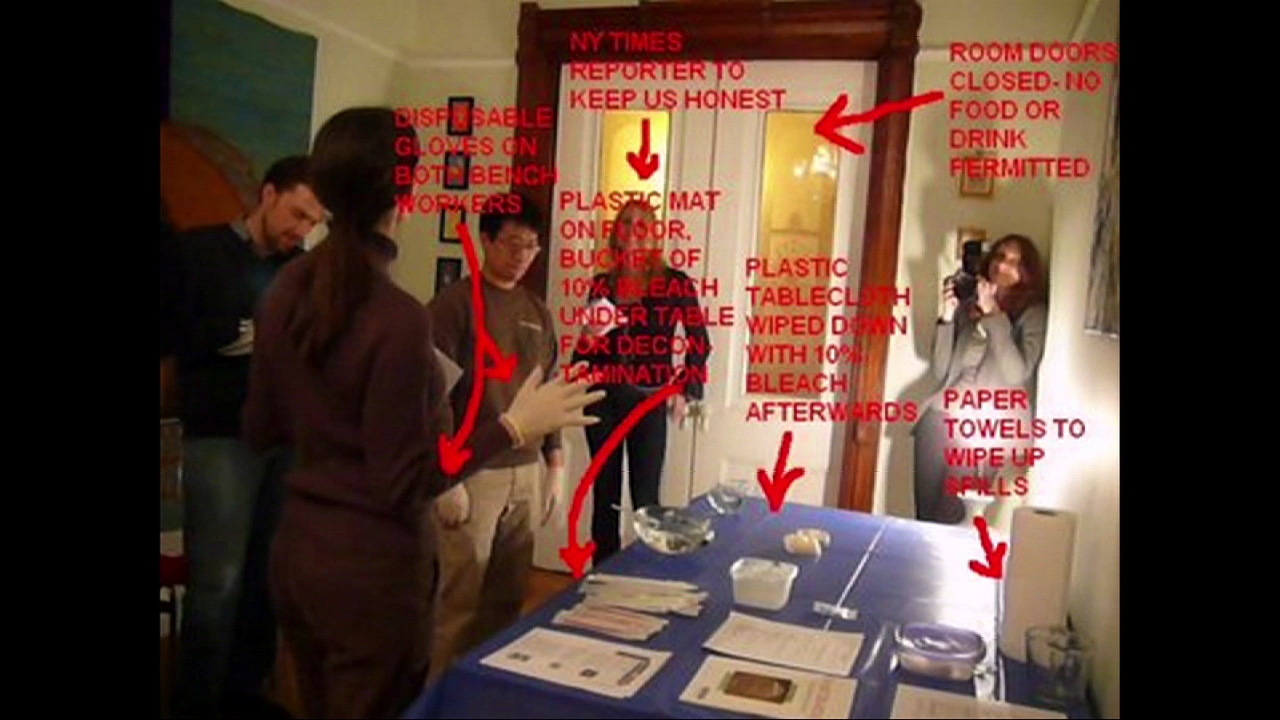 NY TIMES
REPORTER TO
KEEP US HONEST
ROOM DOORS
CLOSED- NO
FOOD OR
DRINK
PERMITTED
DISPOSABLE
GLOVES ON
BOTH BENCH
WORKERS
PLASTIC MAT
ON FLOOR,
BUCKET OF
10% BLEACH
UNDER TABLE
FOR DECON-
TAMINATION
PLASTIC
TABLECLOTH
WIPED DOWN
WITH 10%
BLEACH
AFTERWARDS
PAPER
TOWELS TO
WIPE UP
SPILLS